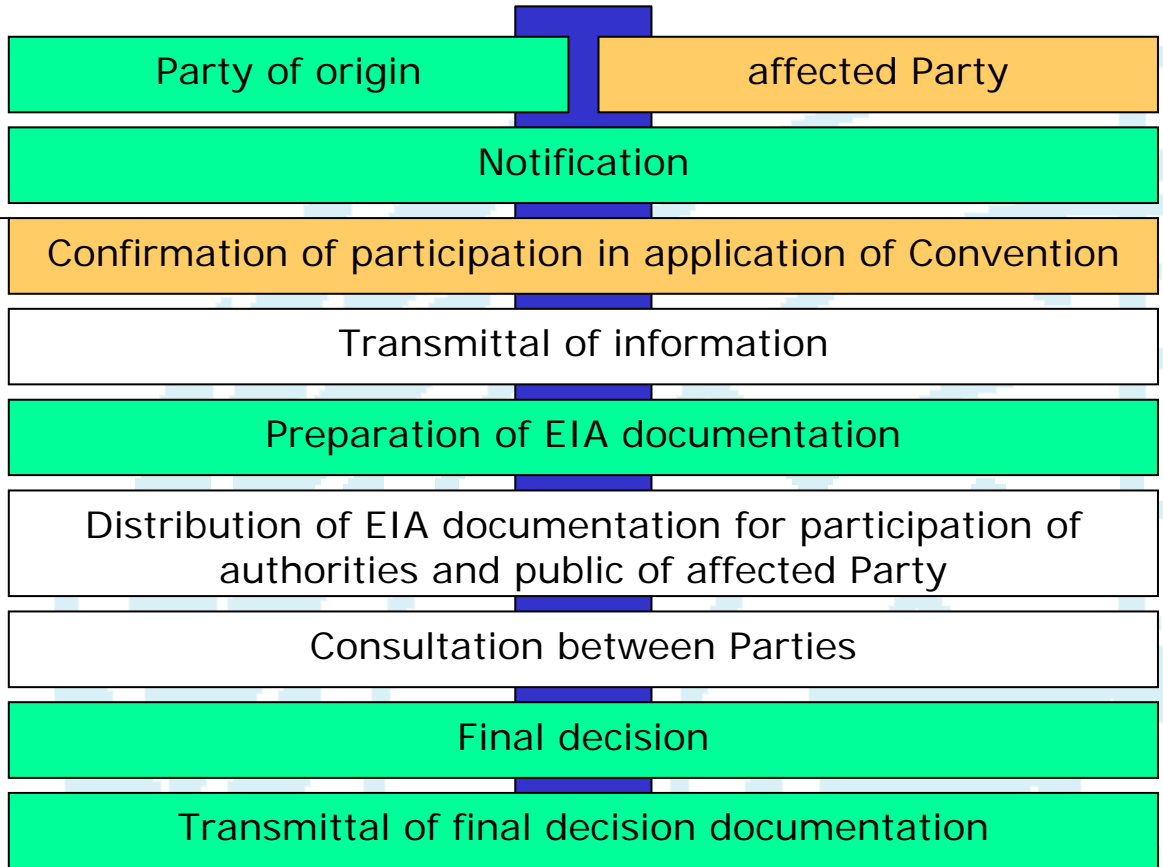 Party of origin
affected Party
Notification
Confirmation of participation in application of Convention
Transmittal of information
Preparation of EIA documentation
Distribution of EIA documentation for participation of
authorities and public of affected Party
Consultation between Parties
Final decision
Transmittal of final decision documentation